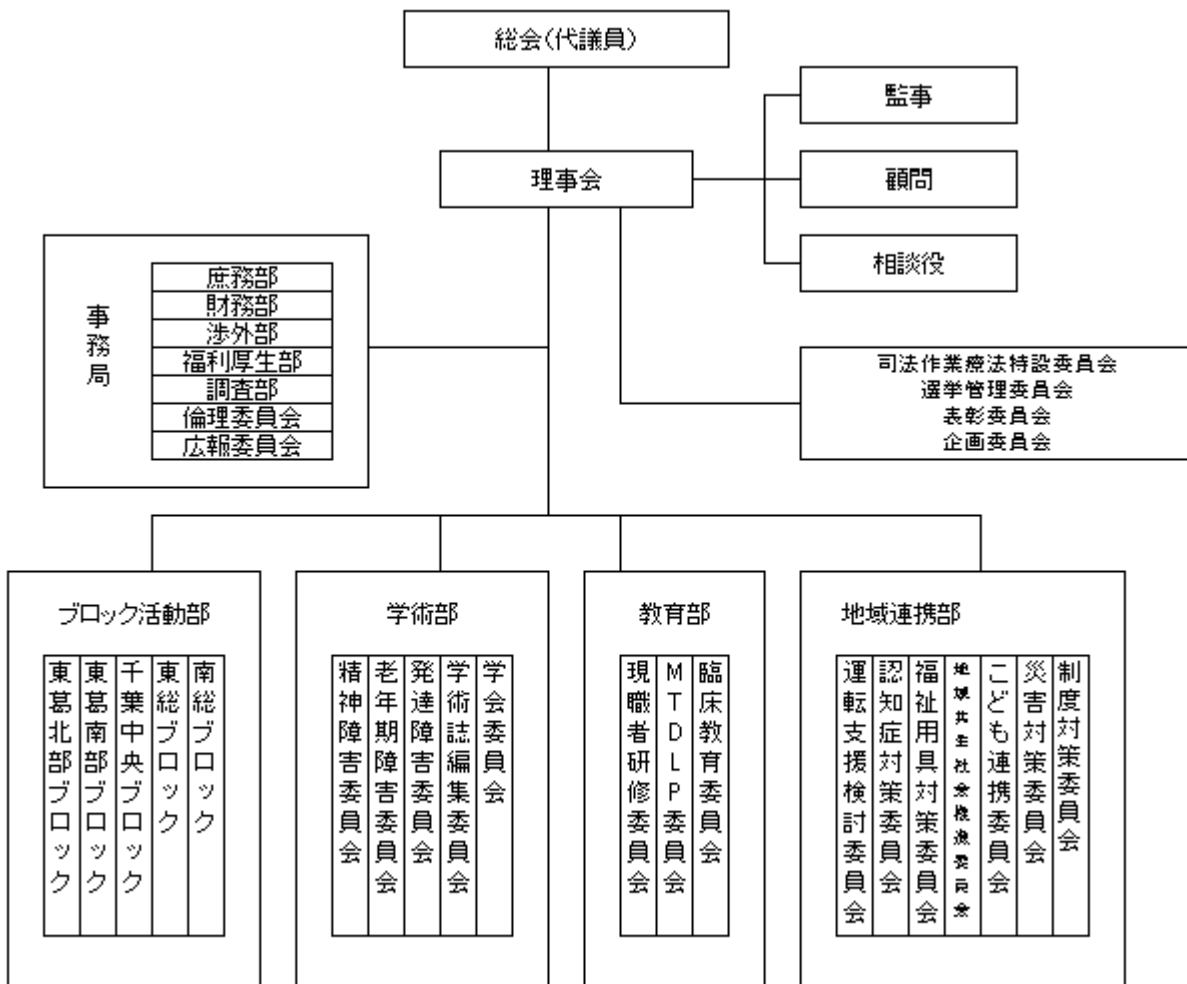 総会(代議員)
監事
理事会
顧問
相談役
事務局
庶務部
財務部
渉外部
福利厚生部
調査部
倫理委員会
広報委員会
司法作業療法特設委員会
選挙管理委員会
表彰委員会
企画委員会
ブロック活動部
東葛北部ブロック
東葛南部ブロック
千葉中央ブロック
東総ブロック
南総ブロック
学術部
精神障害委員会
老年期障害委員会
発達障害委員会
学術誌編集委員会
学会委員会
教育部
現職者研修委員会
MTDLP委員会
臨床教育委員会
地域連携部
運転支援検討委員会
認知症対策委員会
福祉用具対策委員会
地域共生社会推進委員会
こども連携委員会
災害対策委員会
制度対策委員会